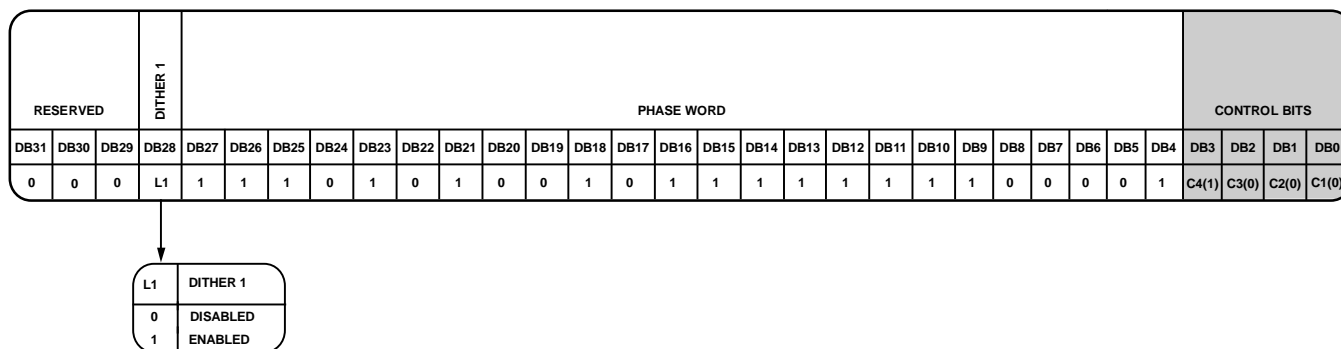 RESERVED DITHER 1 PHASE WORD CONTROL BITS
DB31 DB30 DB29 DB28 DB27 DB26 DB25 DB24 DB23 DB22 DB21 DB20 DB19 DB18 DB17 DB16 DB15 DB14 DB13 DB12 DB11 DB10 DB9 DB8 DB7 DB6 DB5 DB4 DB3 DB2 DB1 DB0
0 0 0 L1 1 1 1 0 1 0 1 0 0 1 0 1 1 1 1 1 1 1 1 0 0 0 0 1 C4(1) C3(0) C2(0) C1(0)
L1 DITHER 1
0 DISABLED
1 ENABLED